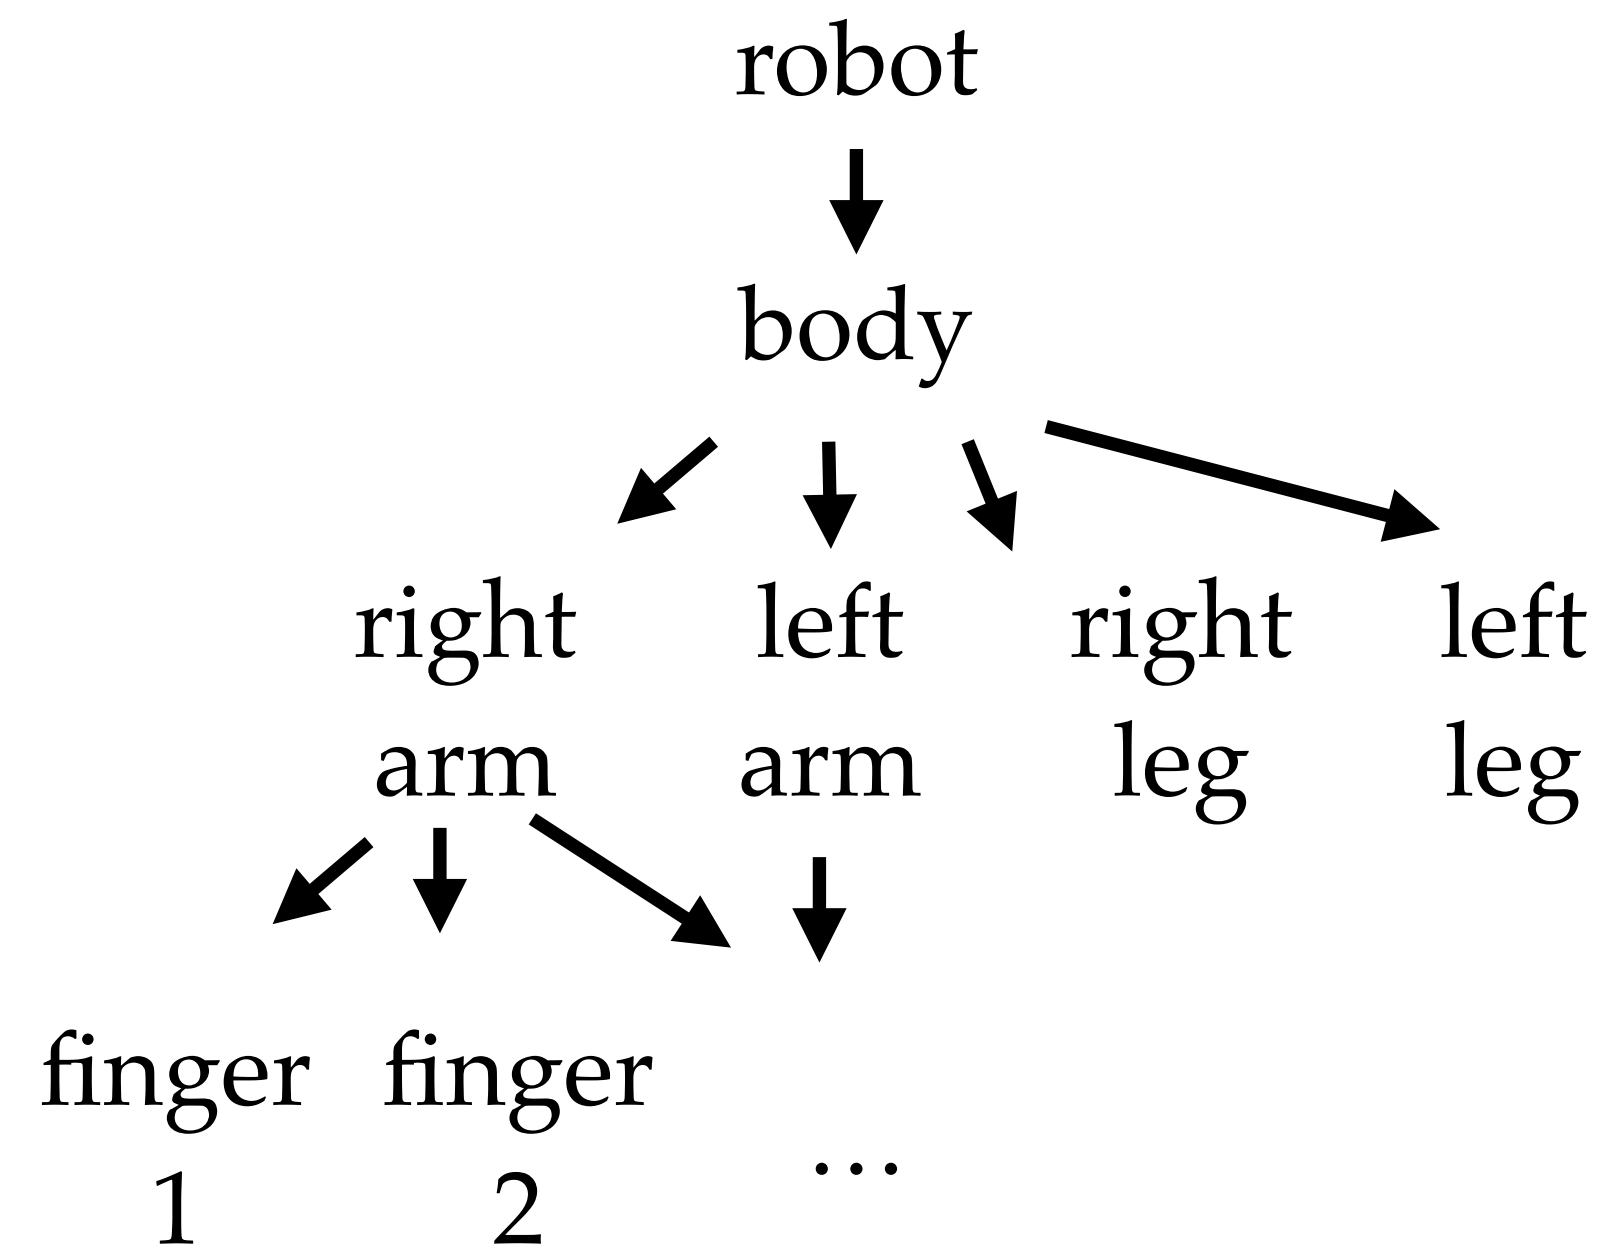 robot
body
right left right left
arm arm leg leg
finger finger
1 2 ...